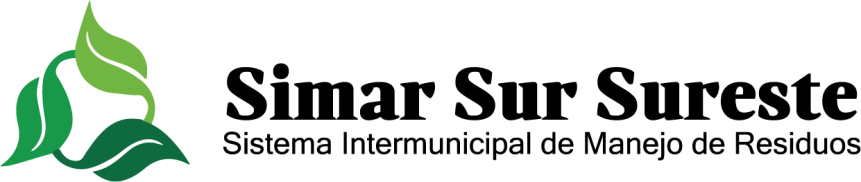 Simar Sur Sureste
Sistema Intermunicipal de Manejo de Residuos